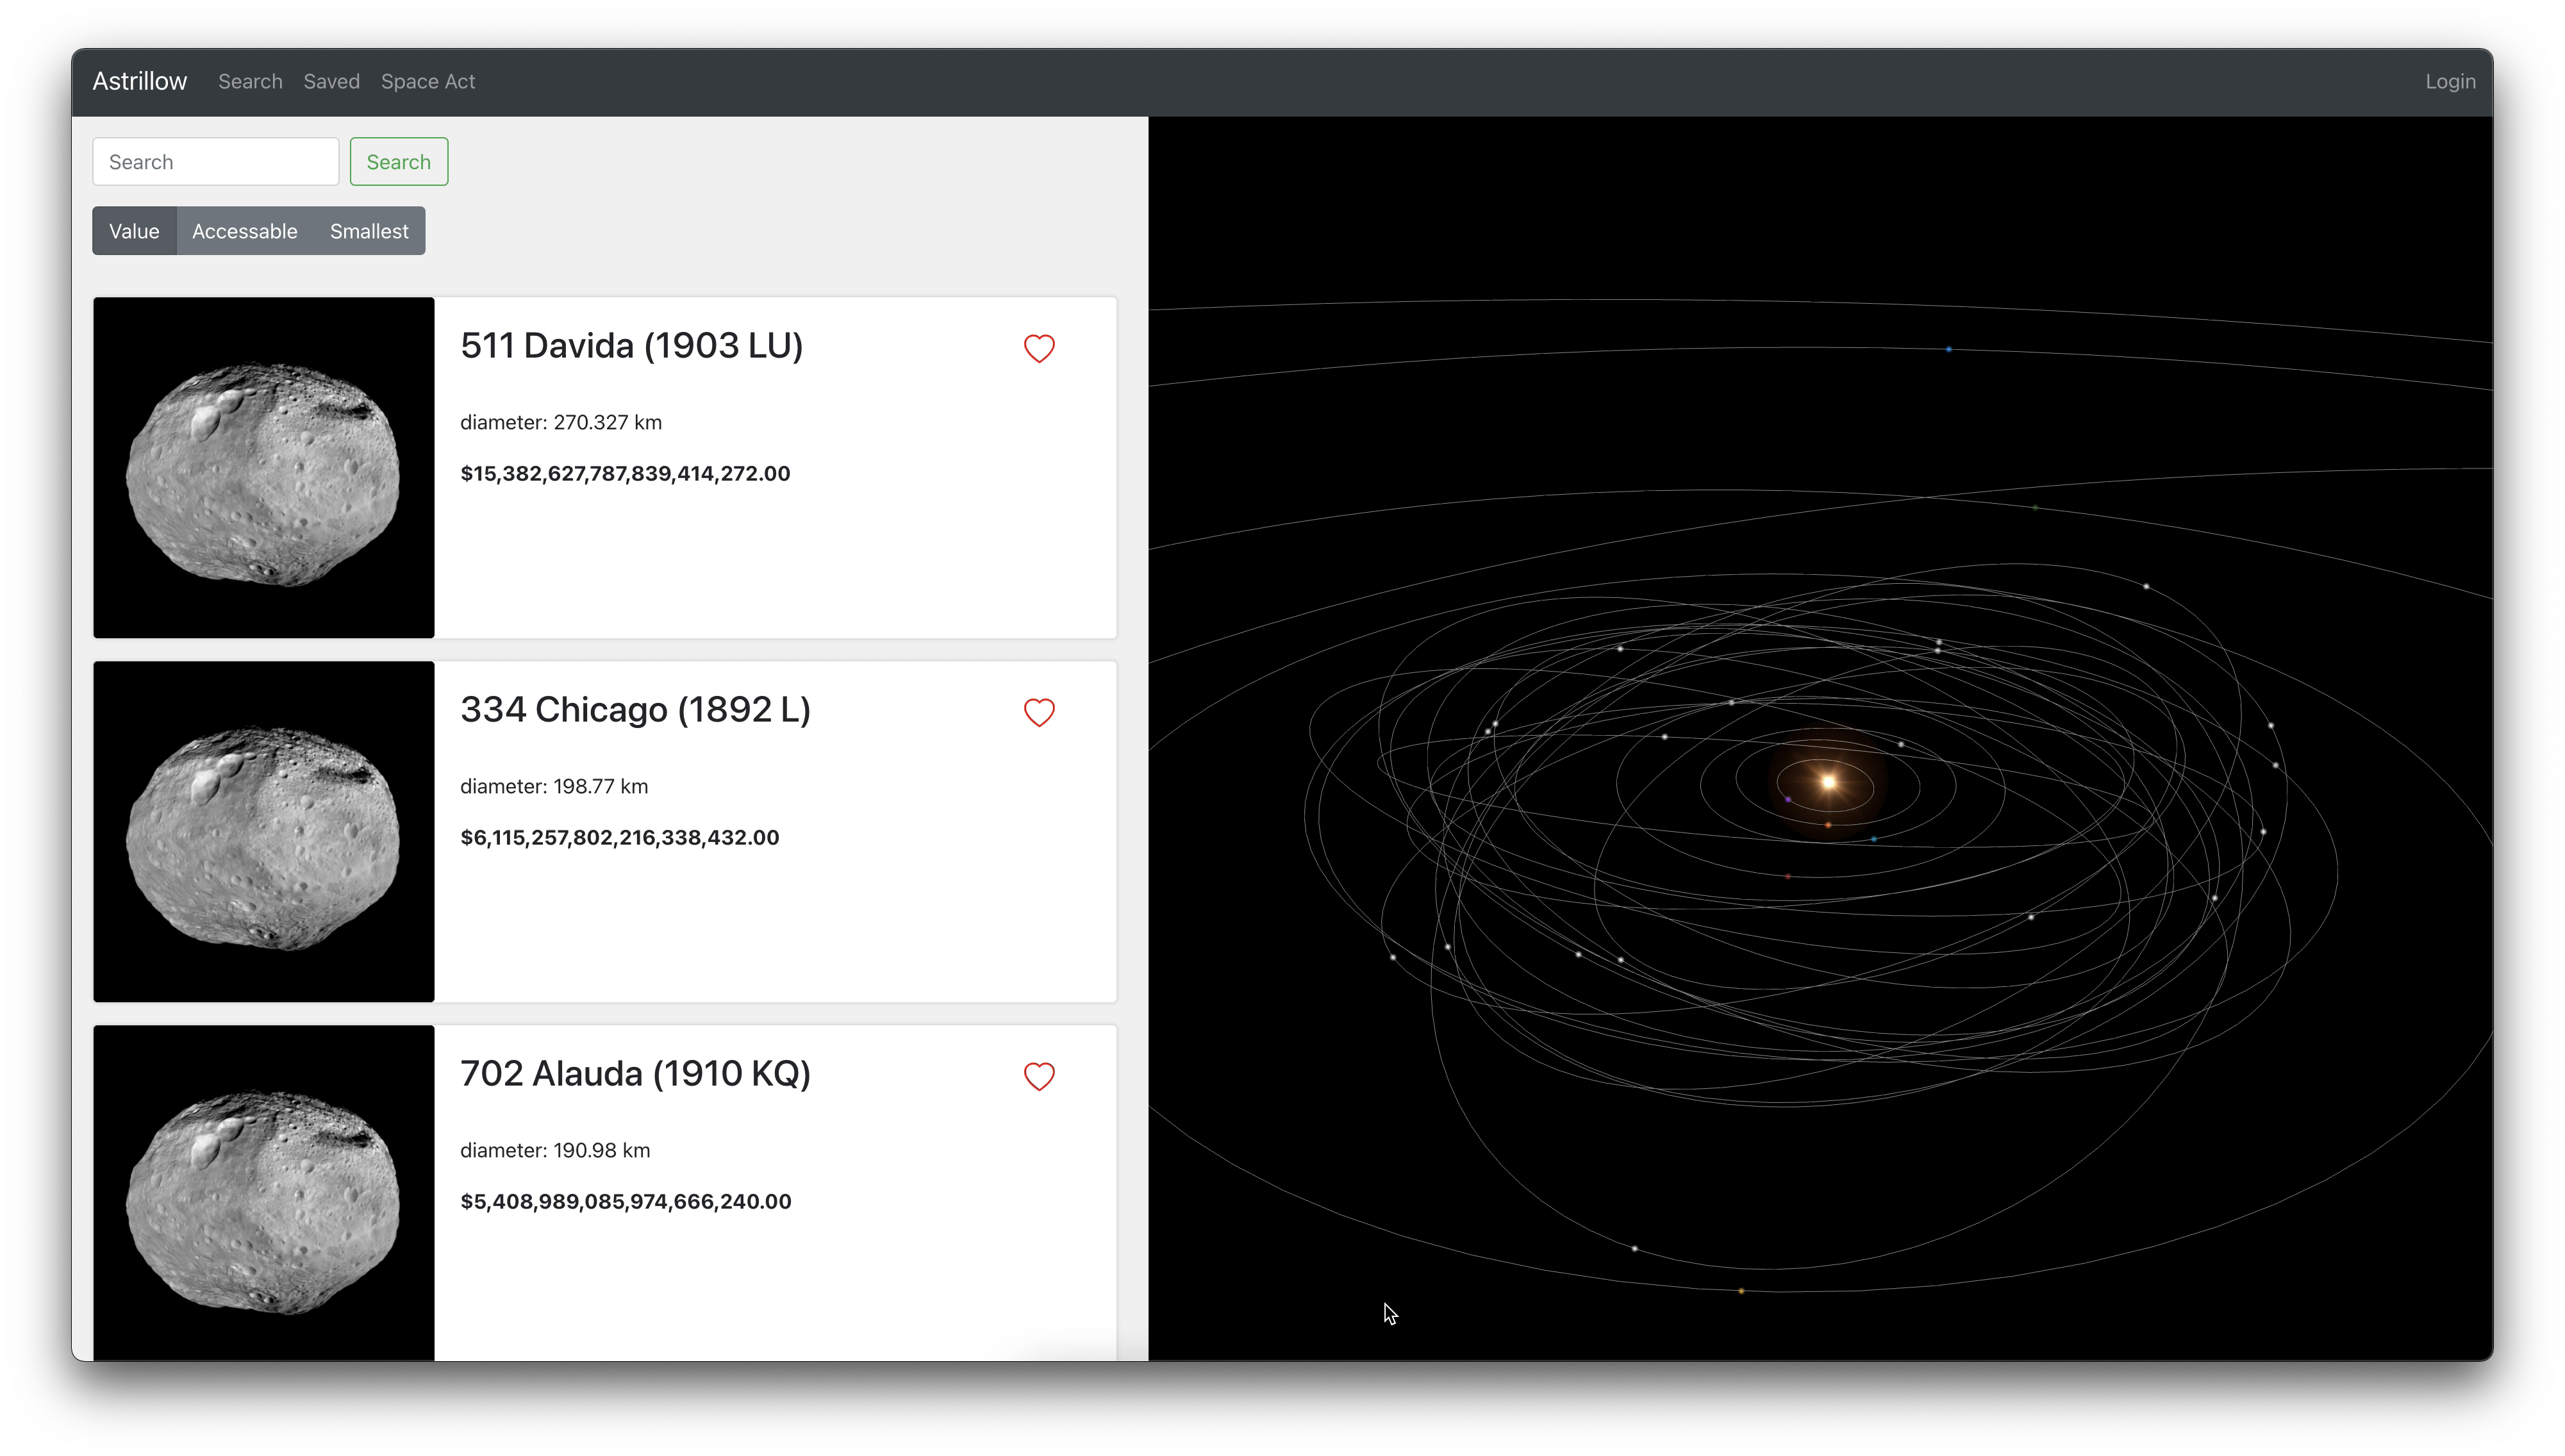 Astrillow Search Saved Space Act Login
Search Search
Value Accessable Smallest
511 Davida (1903 LU)
diameter: 270.327 km
$15,382,627,787,839,414,272.00
334 Chicago (1892 L)
diameter: 198.77 km
$6,115,257,802,216,338,432.00
702 Alauda (1910 KQ)
diameter: 190.98 km
$5,408,989,085,974,666,240.00